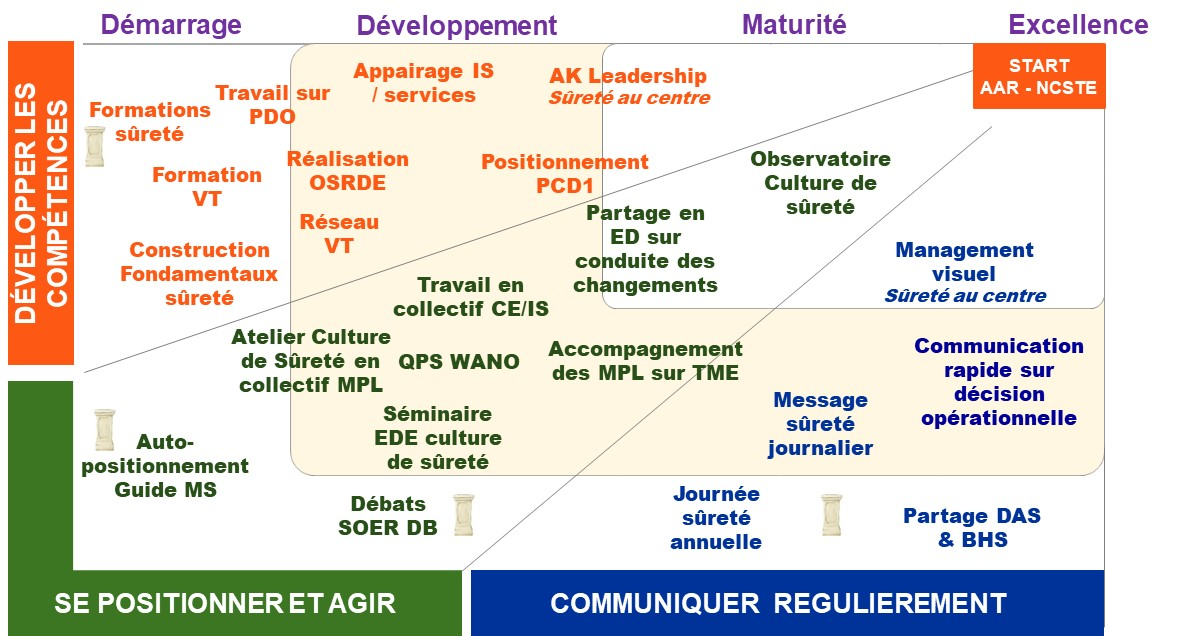 Démarrage
Développement
Maturité
Excellence
DÉVELOPPER LES
COMPÉTENCES
START
AAR - NCSTE
Formations
sûreté
Travail sur
PDO
Appairage IS
/ services
AK Leadership
Sûreté au centre
Formation
VT
Réalisation
OSRDE
Positionnement
PCD1
Observatoire
Culture de
sûreté
Réseau
VT
Partage en
ED sur
conduite des
changements
Construction
Fondamentaux
sûreté
Management
visuel
Sûreté au centre
Travail en
collectif CE/IS
Atelier Culture
de Sûreté en
collectif MPL
QPS WANO
Accompagnement
des MPL sur TME
Communication
rapide sur
décision
opérationnelle
Séminaire
EDE culture
de sûreté
Message
sûreté
journalier
Auto-
positionnement
Guide MS
Débats
SOER DB
Journée
sûreté
annuelle
Partage DAS
& BHS
SE POSITIONNER ET AGIR
COMMUNIQUER REGULIEREMENT